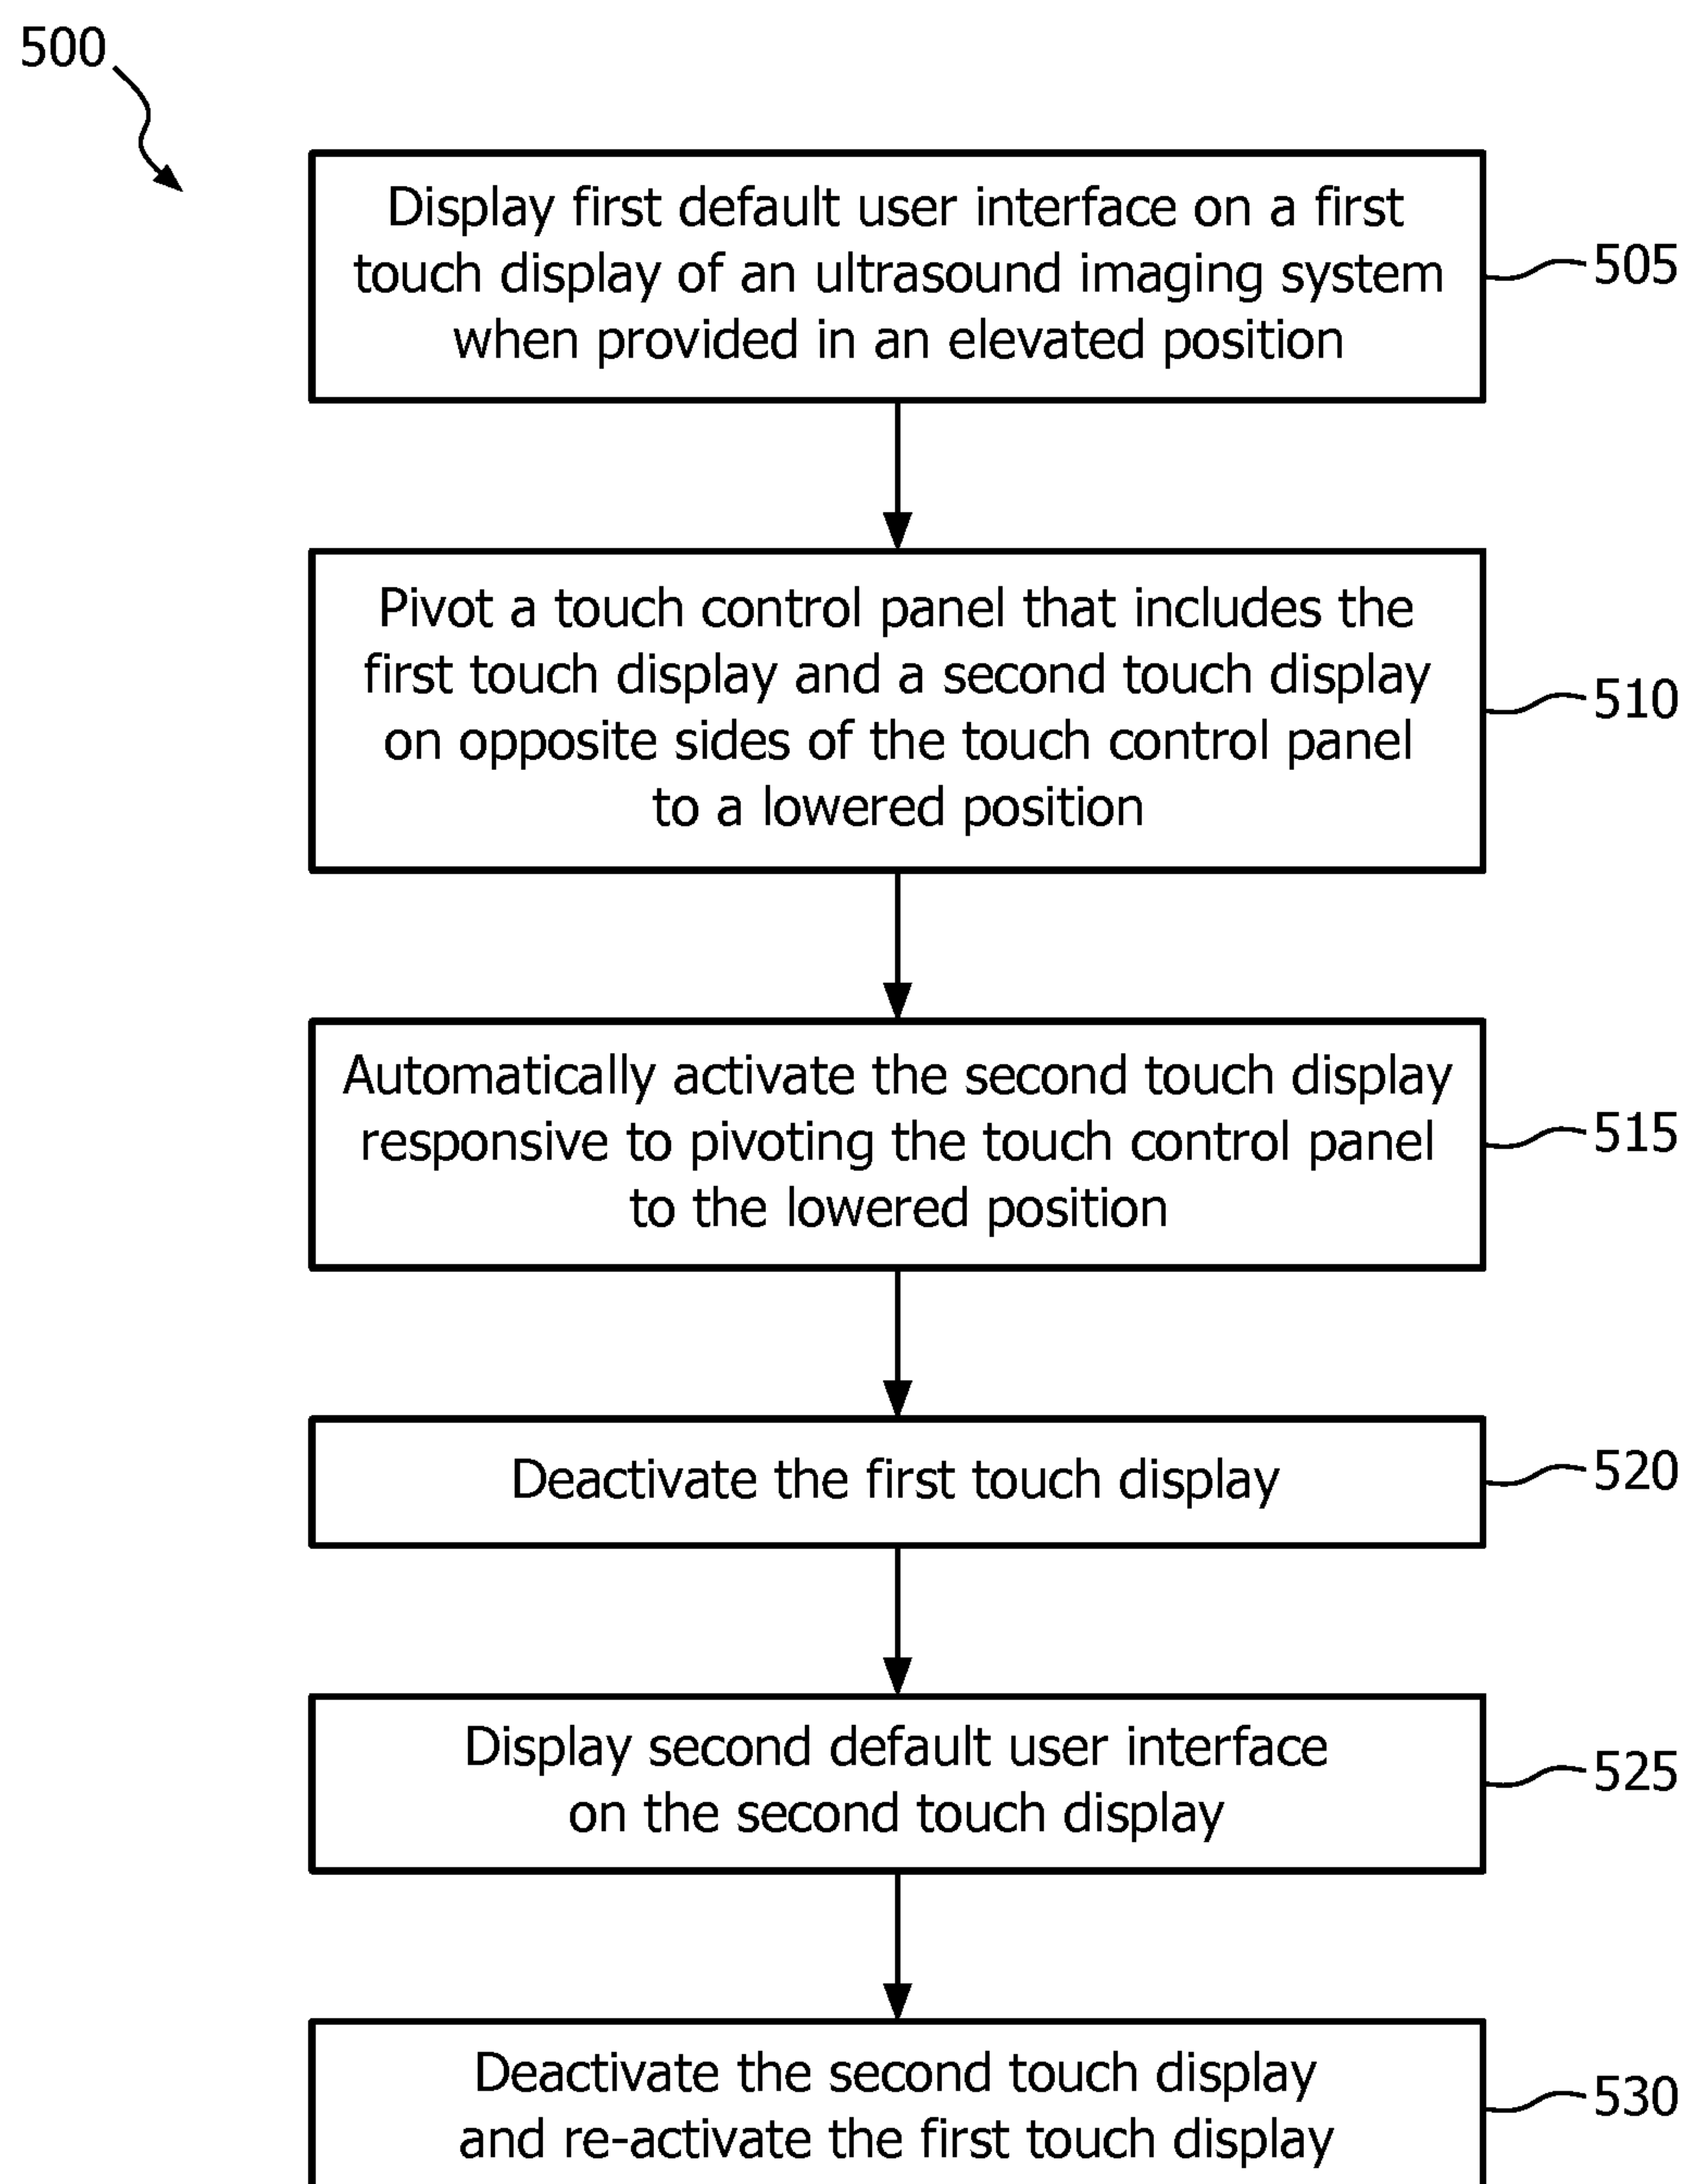 500
Display first default user interface on a first
touch display of an ultrasound imaging system
when provided in an elevated position
505
Pivot a touch control panel that includes the
first touch display and a second touch display
on opposite sides of the touch control panel
to a lowered position
510
Automatically activate the second touch display
responsive to pivoting the touch control panel
to the lowered position
515
Deactivate the first touch display
520
Display second default user interface
on the second touch display
525
Deactivate the second touch display
and re-activate the first touch display
530